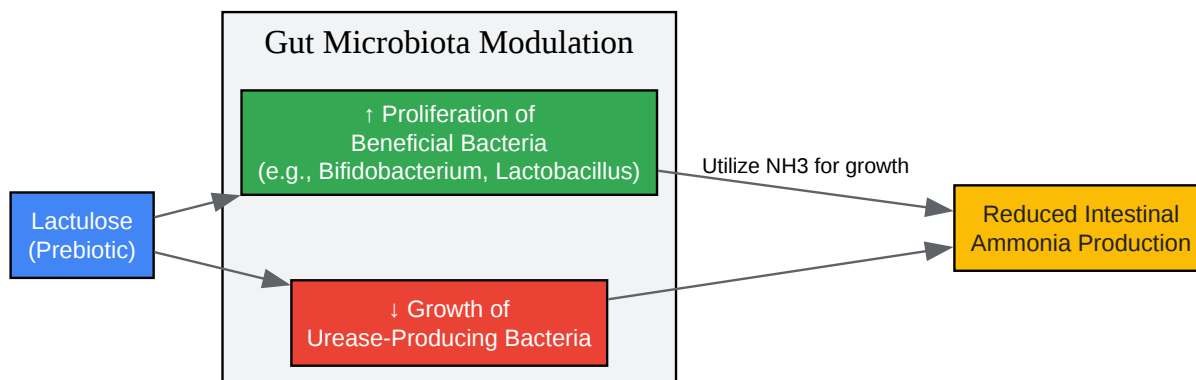 Gut Microbiota Modulation
↑ Proliferation of
Beneficial Bacteria
(e.g., Bifidobacterium, Lactobacillus)
Utilize NH3 for growth
Lactulose
(Prebiotic)
Reduced Intestinal
Ammonia Production
↓ Growth of
Urease-Producing Bacteria